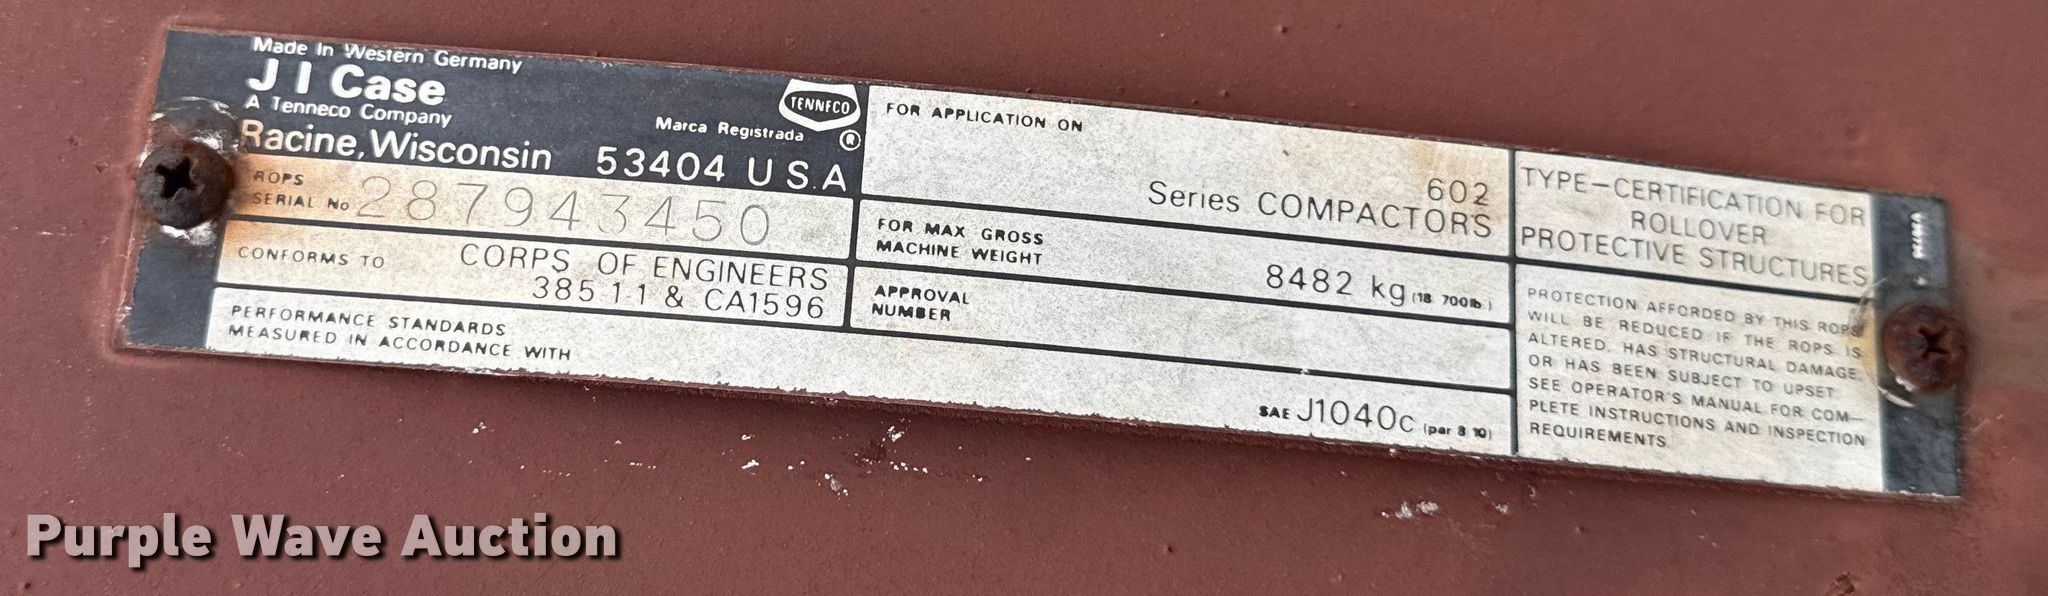 Made In Western Germany
J I Case
A Tenneco Company
Racine, Wisconsin 53404 U.S.A
TENNECO
Marca Registrada ®
ROPS
SERIAL No 287943450
CONFORMS TO CORPS OF ENGINEERS
385 1-1 & CA1596
PERFORMANCE STANDARDS
MEASURED IN ACCORDANCE WITH
SAE J1040c (par 8 10)
FOR APPLICATION ON
602
Series COMPACTORS
FOR MAX GROSS
MACHINE WEIGHT
8482 kg (18 700lb)
APPROVAL
NUMBER
TYPE-CERTIFICATION FOR
ROLLOVER
PROTECTIVE STRUCTURES
PROTECTION AFFORDED BY THIS ROPS
WILL BE REDUCED IF THE ROPS IS
ALTERED, HAS STRUCTURAL DAMAGE,
OR HAS BEEN SUBJECT TO UPSET.
SEE OPERATOR'S MANUAL FOR COM-
PLETE INSTRUCTIONS AND INSPECTION
REQUIREMENTS
Purple Wave Auction